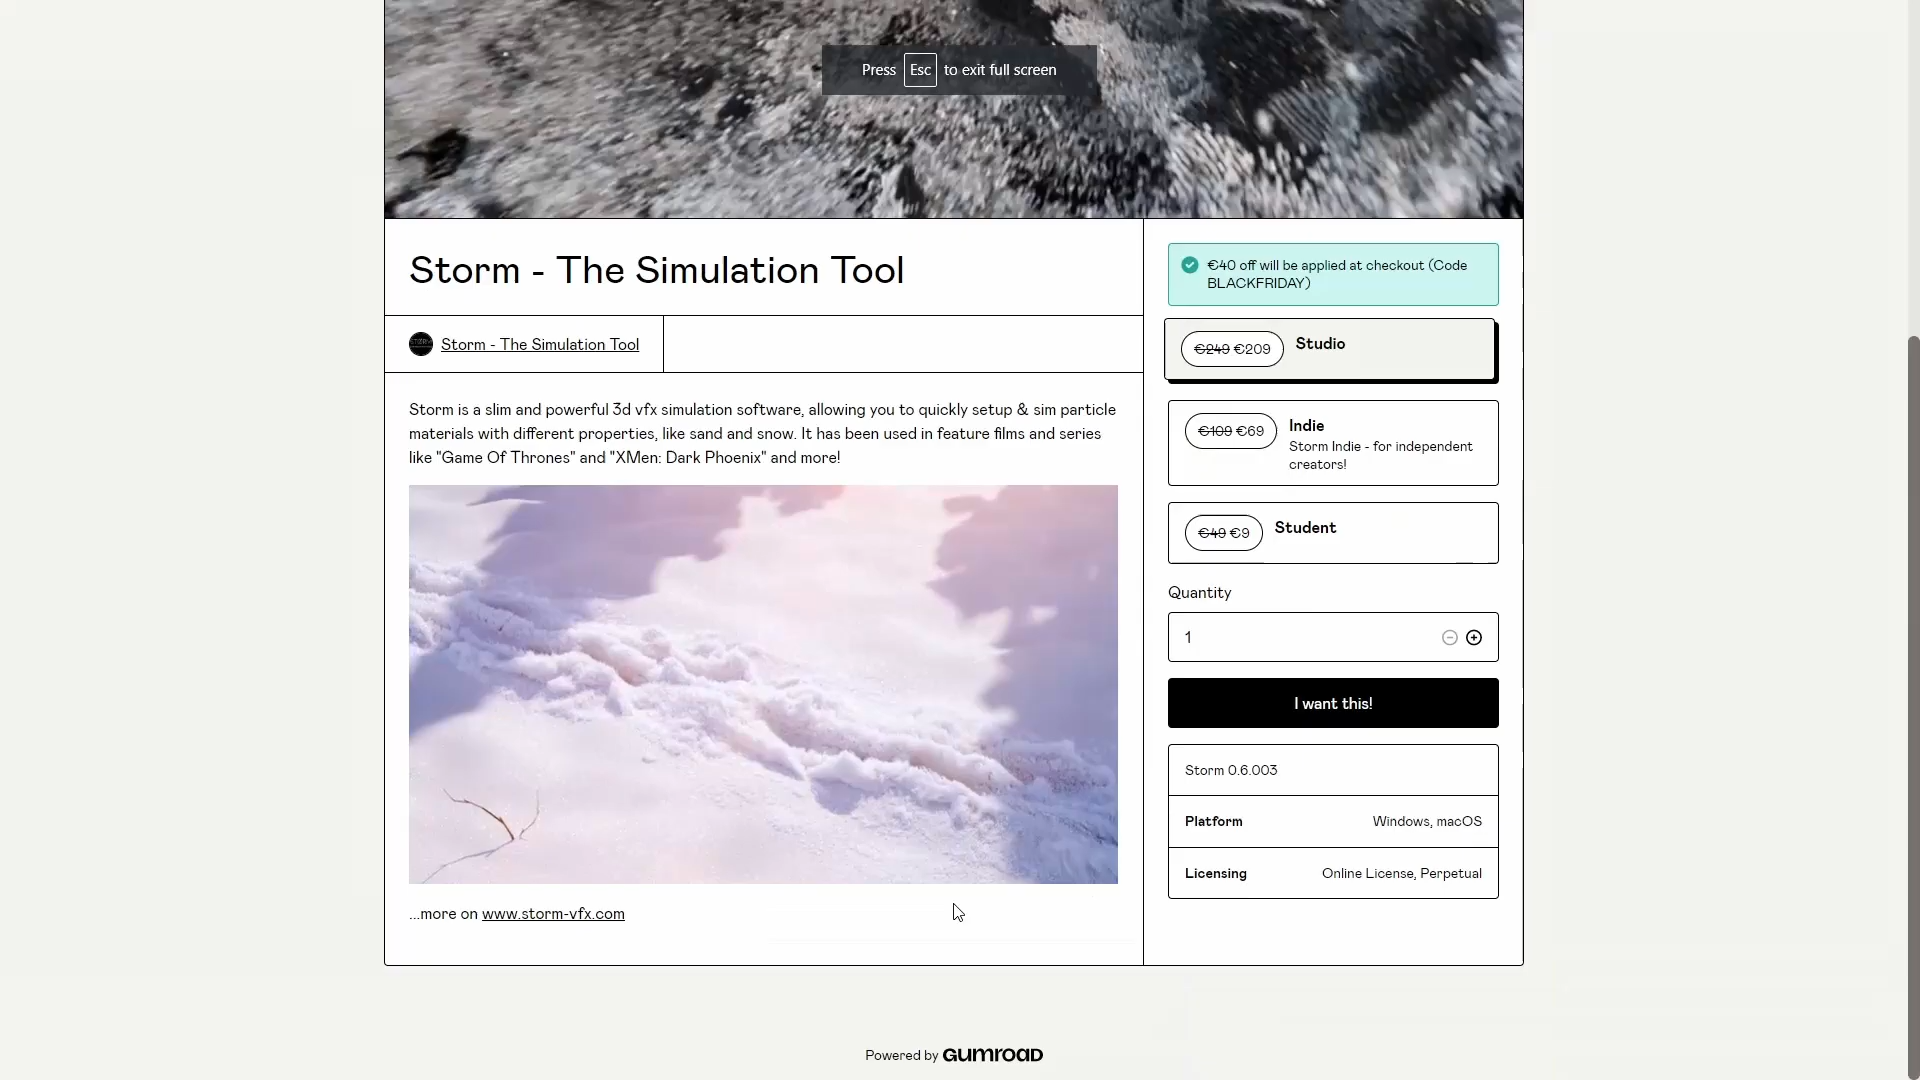 Press Esc to exit full screen
Storm - The Simulation Tool
Storm - The Simulation Tool
Storm is a slim and powerful 3d vfx simulation software, allowing you to quickly setup & sim particle
materials with different properties, like sand and snow. It has been used in feature films and series
like "Game Of Thrones" and "XMen: Dark Phoenix" and more!
...more on www.storm-vfx.com
€40 off will be applied at checkout (Code
BLACKFRIDAY)
€249 €209 Studio
€109 €69 Indie
Storm Indie - for independent
creators!
€49 €9 Student
Quantity
1
I want this!
Storm 0.6.003
Platform Windows, macOS
Licensing Online License, Perpetual
Powered by GUMROAD